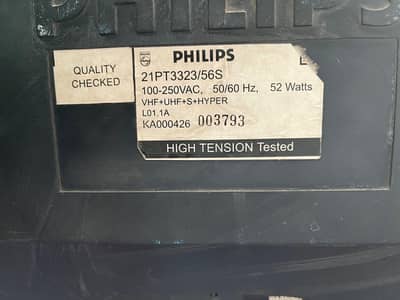 PHILIPS
QUALITY
CHECKED
PHILIPS
21PT3323/56S
100-250VAC, 50/60 Hz, 52 Watts
VHF+UHF+S+HYPER
L01.1A
KA000426 003793
HIGH TENSION Tested